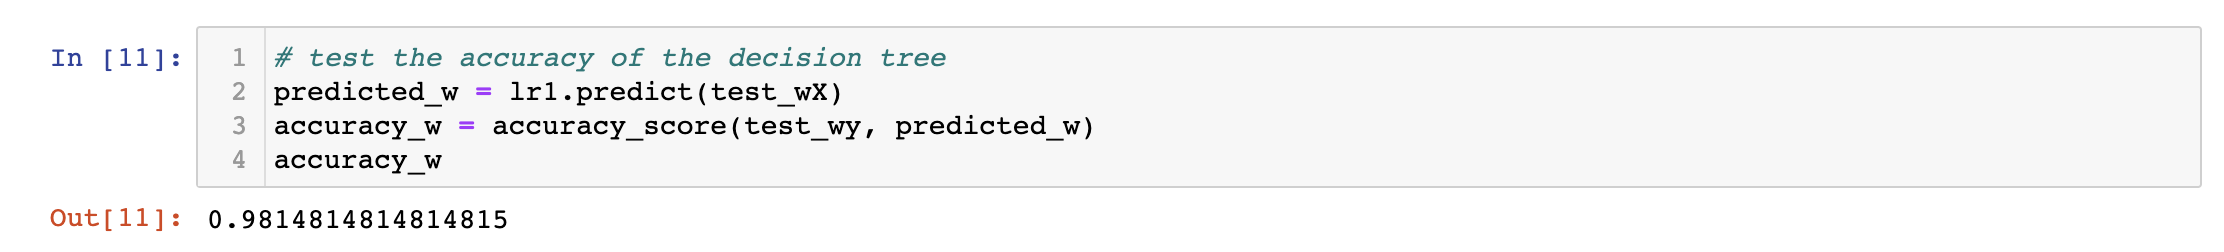 In [11]:
1 # test the accuracy of the decision tree
2 predicted_w = lr1.predict(test_wX)
3 accuracy_w = accuracy_score(test_wy, predicted_w)
4 accuracy_w
Out[11]: 0.9814814814814815